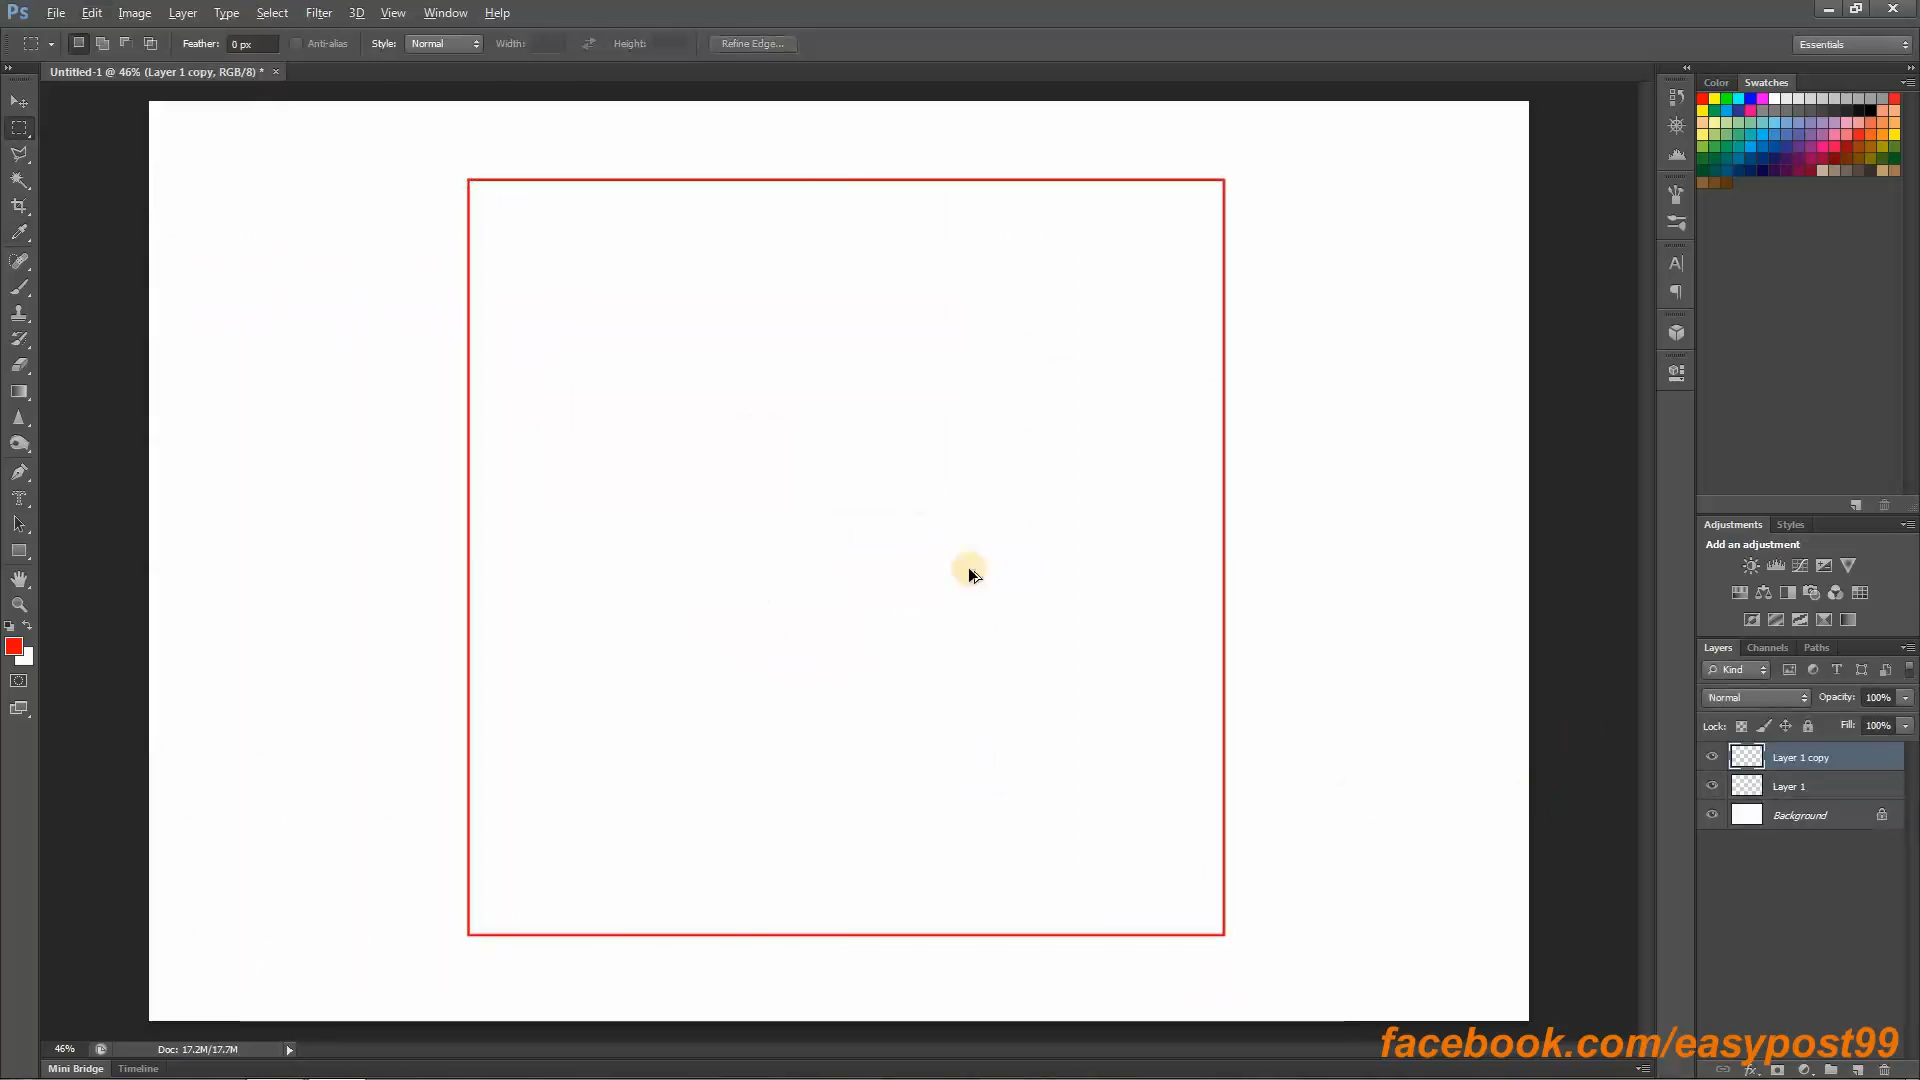 Ps File Edit Image Layer Type Select Filter 3D View Window Help
Feather: 0 px Anti-alias Style: Normal Width: Height: Refine Edge... Essentials
Untitled-1 @ 46% (Layer 1 copy, RGB/8) *
Color Swatches
Adjustments Styles
Add an adjustment
Layers Channels Paths
Kind
Normal Opacity: 100%
Lock: Fill: 100%
Layer 1 copy
Layer 1
Background
46% Doc: 17.2M/17.7M
Mini Bridge Timeline
facebook.com/easypost99